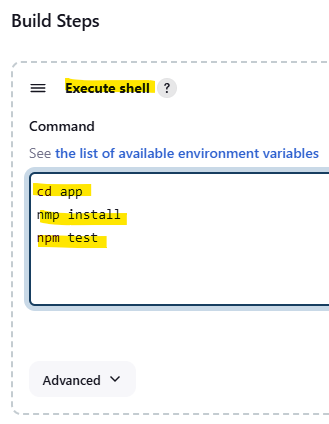 Build Steps
Execute shell ?
Command
See the list of available environment variables
cd app
nmp install
npm test
Advanced